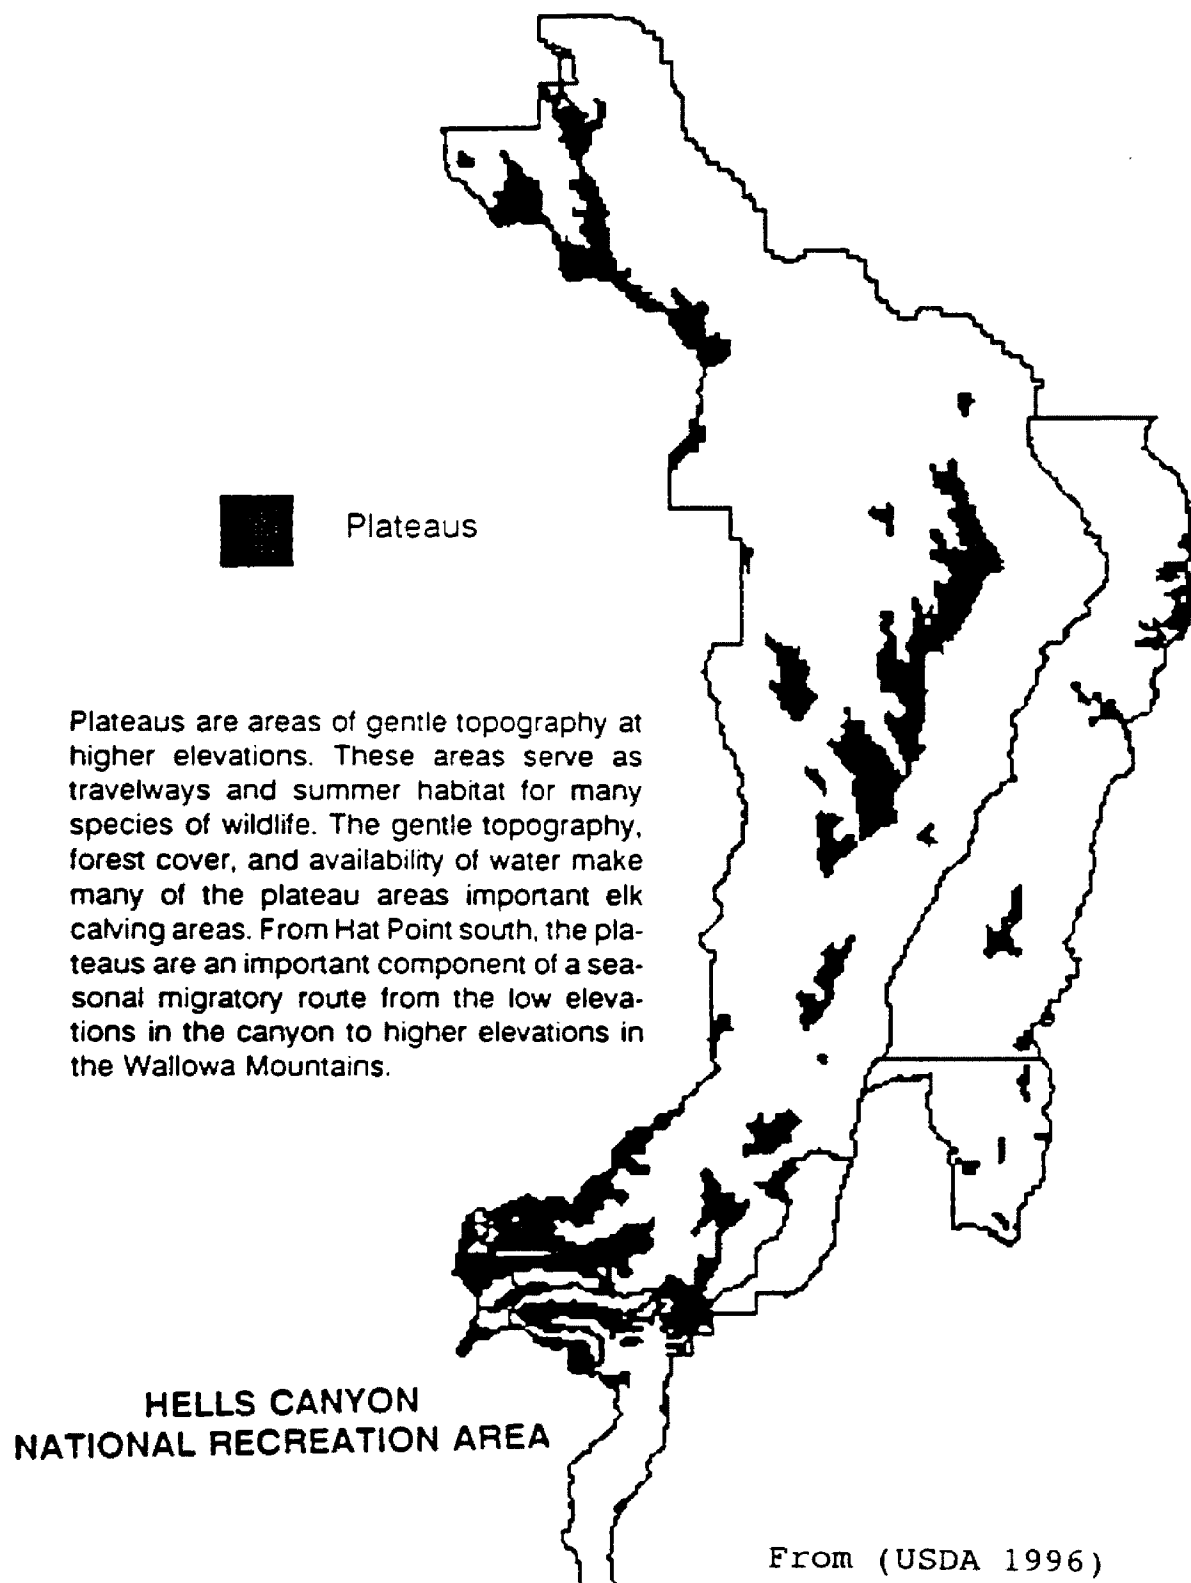 Plateaus
Plateaus are areas of gentle topography at
higher elevations. These areas serve as
travelways and summer habitat for many
species of wildlife. The gentle topography,
forest cover, and availability of water make
many of the plateau areas important elk
calving areas. From Hat Point south, the pla-
teaus are an important component of a sea-
sonal migratory route from the low eleva-
tions in the canyon to higher elevations in
the Wallowa Mountains.
HELLS CANYON
NATIONAL RECREATION AREA
From (USDA 1996)